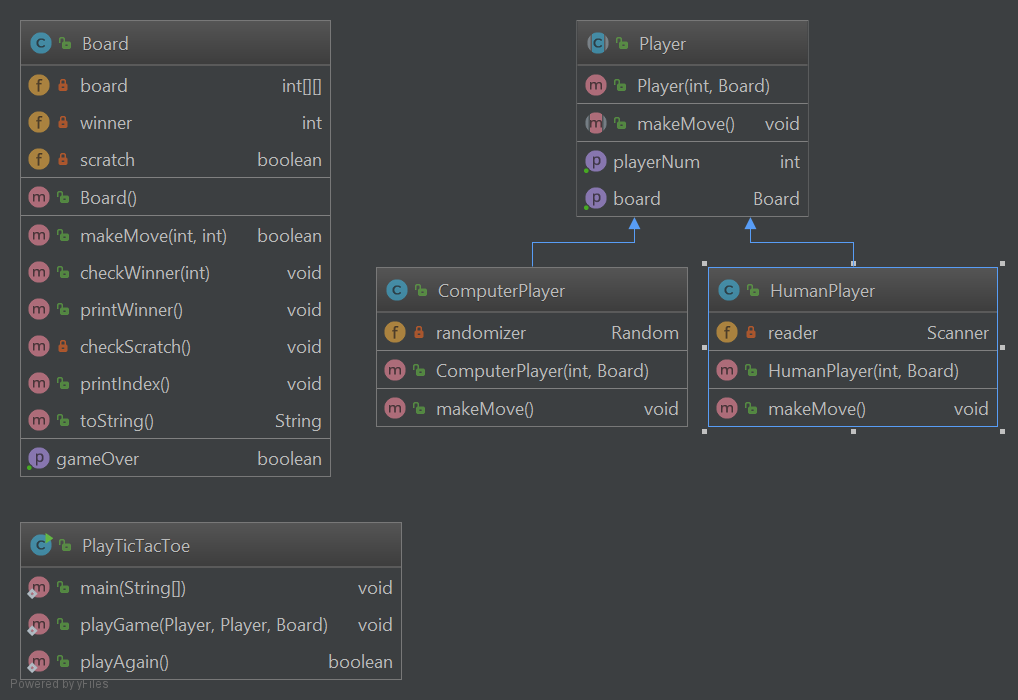 Board
board int[][]
winner int
scratch boolean
Board()
makeMove(int, int) boolean
checkWinner(int) void
printWinner() void
checkScratch() void
printIndex() void
toString() String
gameOver boolean
Player
Player(int, Board)
makeMove() void
playerNum int
board Board
ComputerPlayer
randomizer Random
ComputerPlayer(int, Board)
makeMove() void
HumanPlayer
reader Scanner
HumanPlayer(int, Board)
makeMove() void
PlayTicTacToe
main(String[]) void
playGame(Player, Player, Board) void
playAgain() boolean
Powered by yFiles